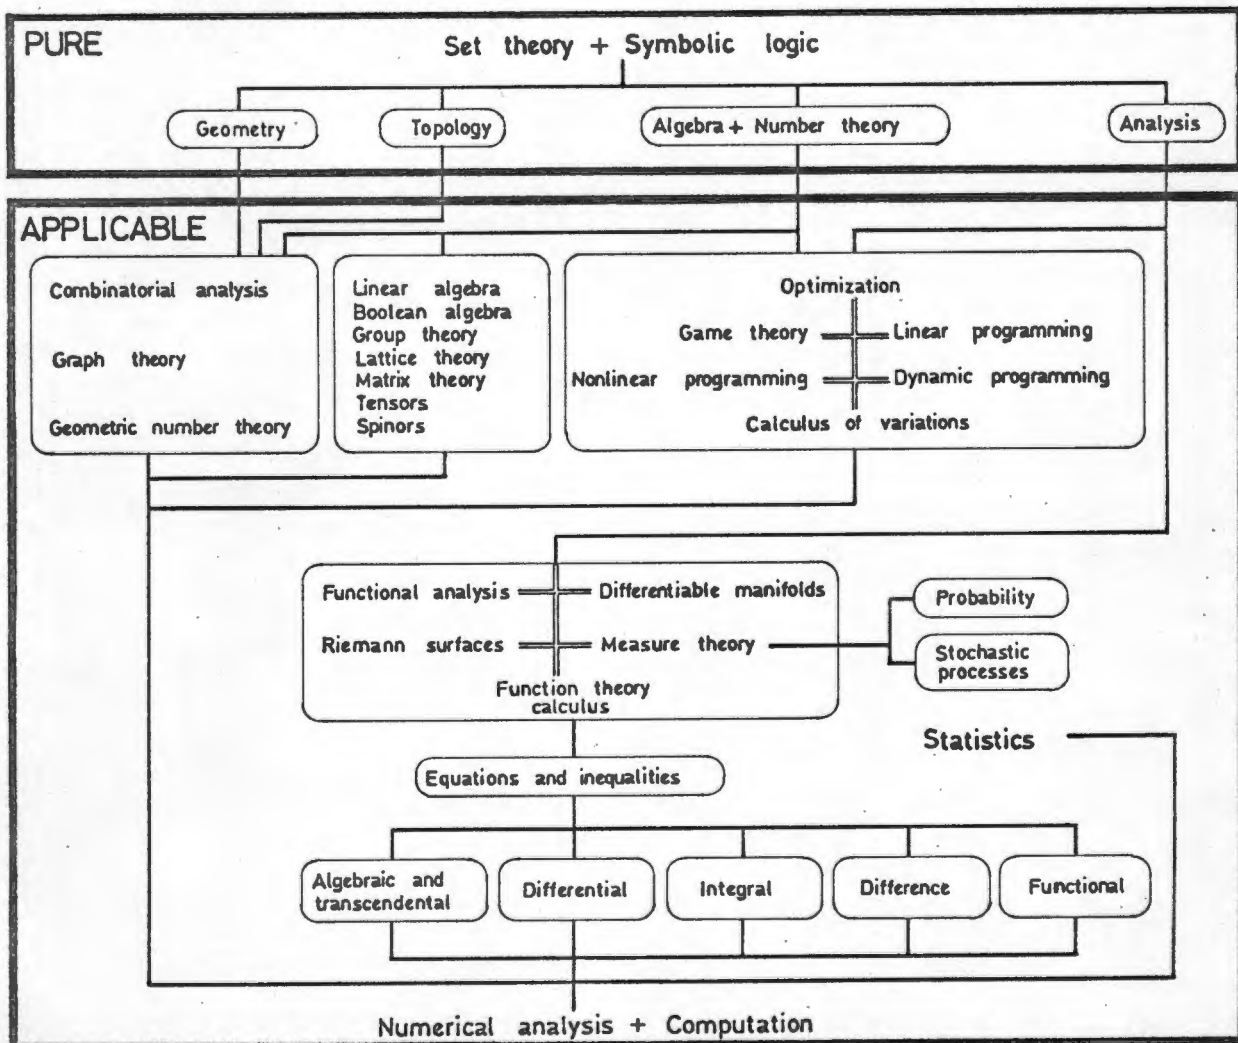 PURE
Set theory + Symbolic logic
Geometry
Topology
Algebra + Number theory
Analysis
APPLICABLE
Combinatorial analysis
Graph theory
Geometric number theory
Linear algebra
Boolean algebra
Group theory
Lattice theory
Matrix theory
Tensors
Spinors
Optimization
Game theory
Linear programming
Nonlinear programming
Dynamic programming
Calculus of variations
Functional analysis
Differentiable manifolds
Riemann surfaces
Measure theory
Function theory
calculus
Probability
Stochastic
processes
Statistics
Equations and inequalities
Algebraic and
transcendental
Differential
Integral
Difference
Functional
Numerical analysis + Computation